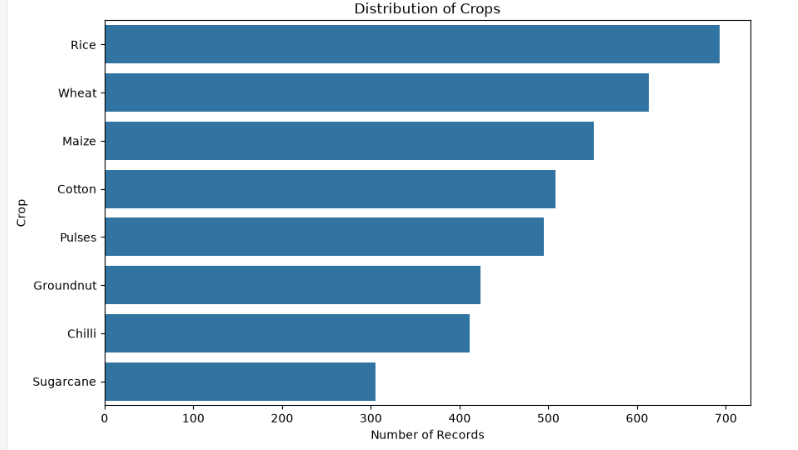 Distribution of Crops
Rice
Wheat
Maize
Cotton
Pulses
Groundnut
Chilli
Sugarcane
Crop
0 100 200 300 400 500 600 700
Number of Records